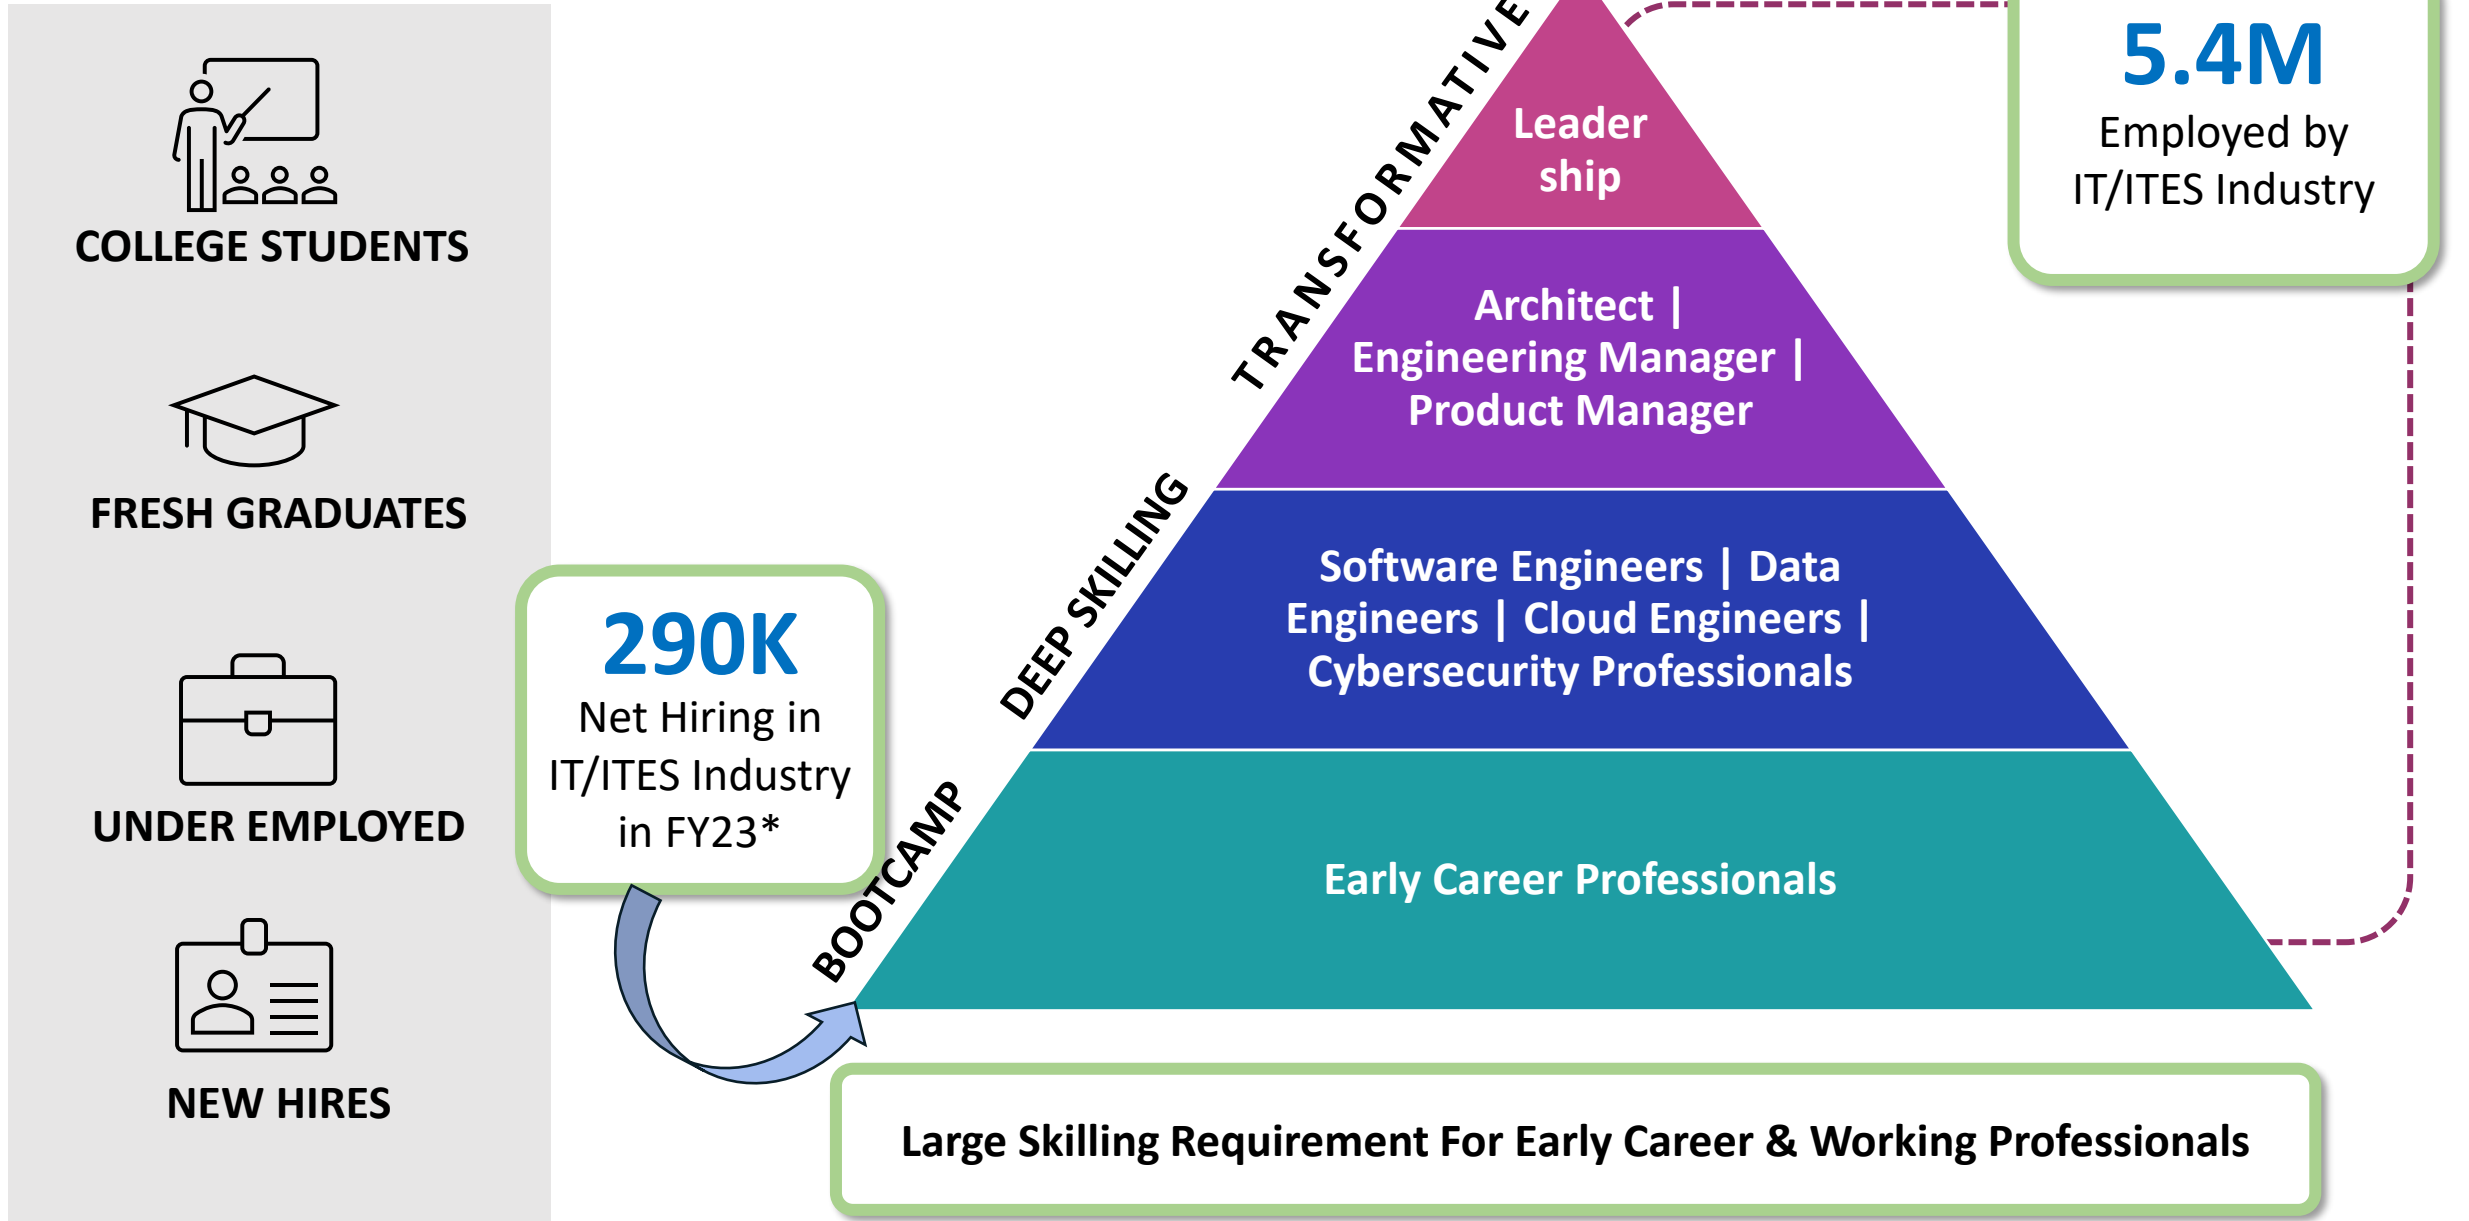 COLLEGE STUDENTS
FRESH GRADUATES
UNDER EMPLOYED
NEW HIRES
290K
Net Hiring in
IT/ITES Industry
in FY23*
TRANSFORMATIVE
DEEP SKILLING
BOOTCAMP
Leader
ship
Architect |
Engineering Manager |
Product Manager
Software Engineers | Data
Engineers | Cloud Engineers |
Cybersecurity Professionals
Early Career Professionals
5.4M
Employed by
IT/ITES Industry
Large Skilling Requirement For Early Career & Working Professionals